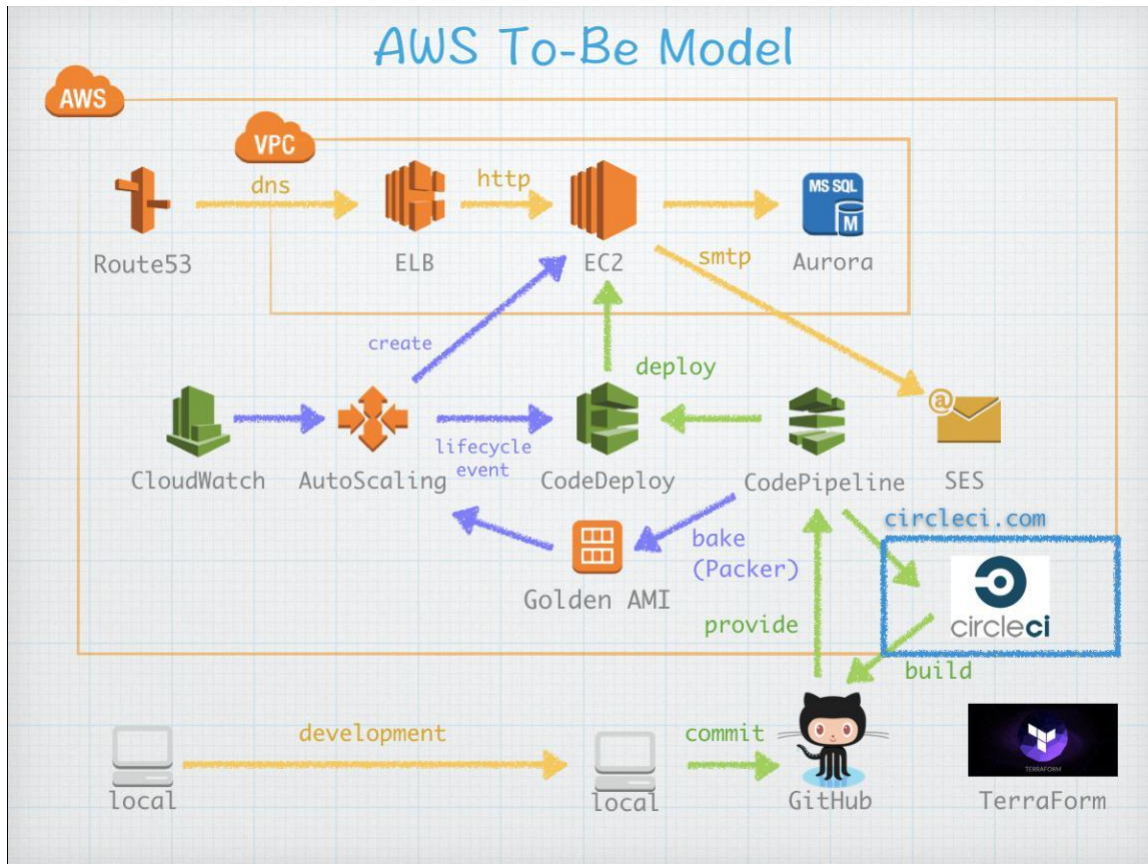 AWS To-Be Model
AWS
VPC
dns
http
MS SQL
M
smtp
Route53
ELB
EC2
Aurora
create
deploy
@
lifecycle
event
CloudWatch
AutoScaling
CodeDeploy
CodePipeline
SES
circleci.com
bake
(Packer)
Golden AMI
circleci
provide
build
development
commit
TERRAFORM
local
local
GitHub
TerraForm